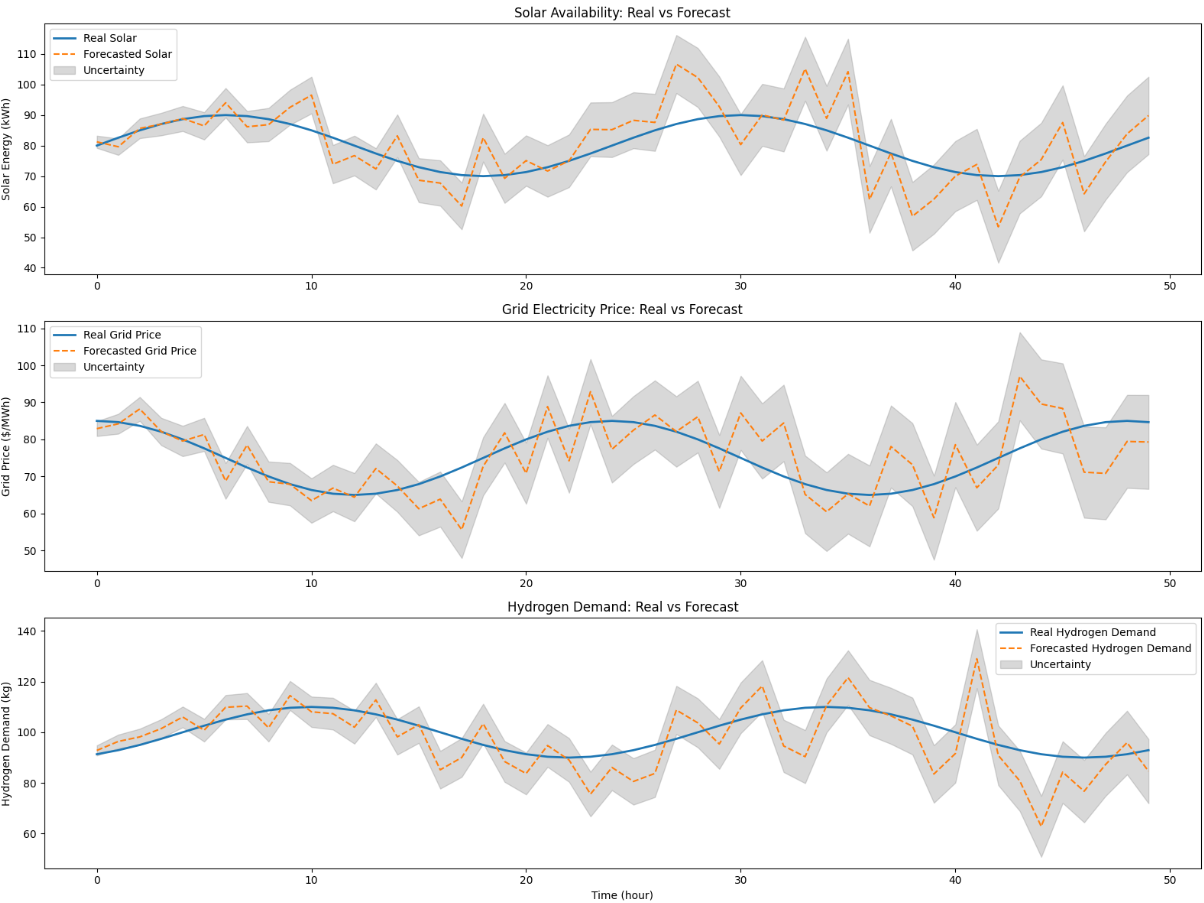 Solar Availability: Real vs Forecast
Real Solar
Forecasted Solar
Uncertainty
Solar Energy (kWh)
110
100
90
80
70
60
50
40
0 10 20 30 40 50
Grid Electricity Price: Real vs Forecast
Real Grid Price
Forecasted Grid Price
Uncertainty
Grid Price ($/MWh)
110
100
90
80
70
60
50
0 10 20 30 40 50
Hydrogen Demand: Real vs Forecast
Real Hydrogen Demand
Forecasted Hydrogen Demand
Uncertainty
Hydrogen Demand (kg)
140
120
100
80
60
0 10 20 30 40 50
Time (hour)